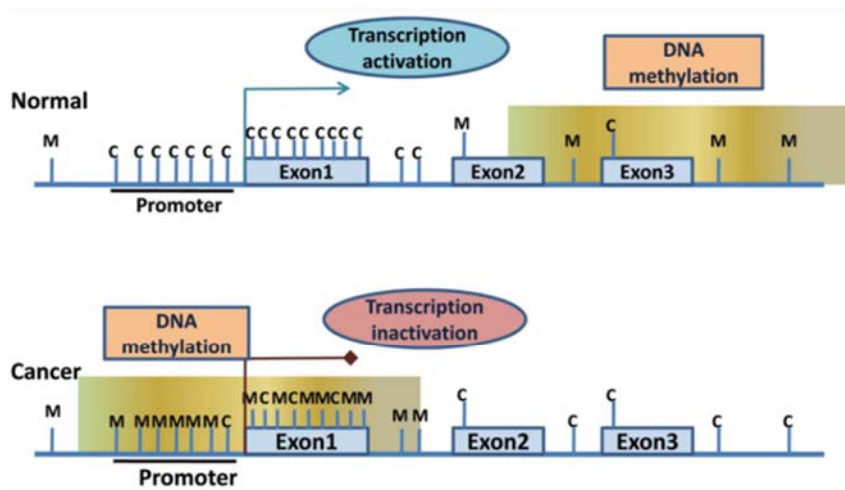 Transcription
activation
DNA
methylation
Normal
M C C C C C C C C C C C C C C C C C C M M C M M
Exon1 Exon2 Exon3
Promoter
DNA
methylation
Transcription
inactivation
Cancer
M M M M M M M C M C M C M M C M M M M C C C C C
Exon1 Exon2 Exon3
Promoter